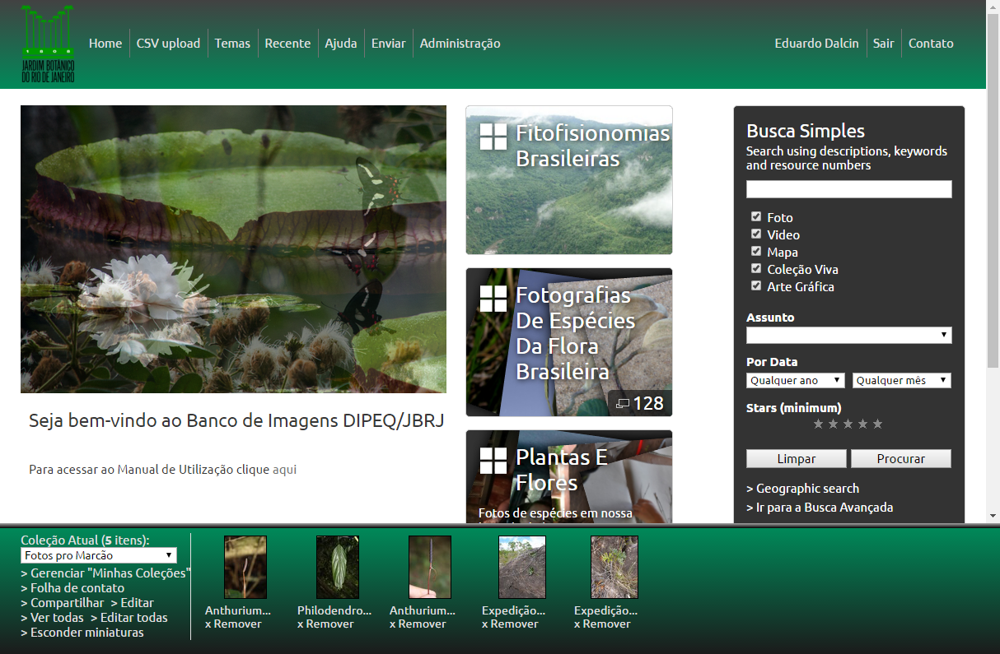 1808
JARDIM BOTÂNICO
DO RIO DE JANEIRO
Home
CSV upload
Temas
Recente
Ajuda
Enviar
Administração
Eduardo Dalcin
Sair
Contato
Seja bem-vindo ao Banco de Imagens DIPEQ/JBRJ
Para acessar ao Manual de Utilização clique aqui
Fitofisionomias
Brasileiras
Fotografias
De Espécies
Da Flora
Brasileira
128
Plantas E
Flores
Fotos de espécies em nossa
Busca Simples
Search using descriptions, keywords
and resource numbers
Foto
Video
Mapa
Coleção Viva
Arte Gráfica
Assunto
Por Data
Qualquer ano
Qualquer mês
Stars (minimum)
Limpar
Procurar
> Geographic search
> Ir para a Busca Avançada
Coleção Atual (5 itens):
Fotos pro Marcão
> Gerenciar "Minhas Coleções"
> Folha de contato
> Compartilhar > Editar
> Ver todas > Editar todas
> Esconder miniaturas
Anthurium...
x Remover
Philodendro...
x Remover
Anthurium...
x Remover
Expedição...
x Remover
Expedição...
x Remover